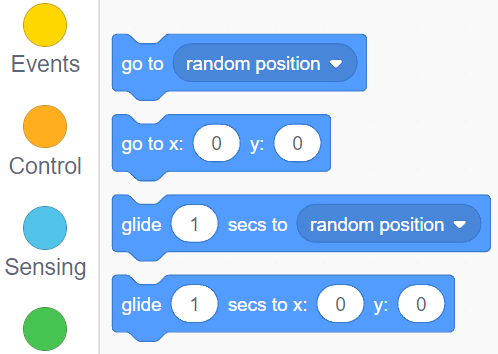 Events
Control
Sensing
go to random position
go to x: 0 y: 0
glide 1 secs to random position
glide 1 secs to x: 0 y: 0